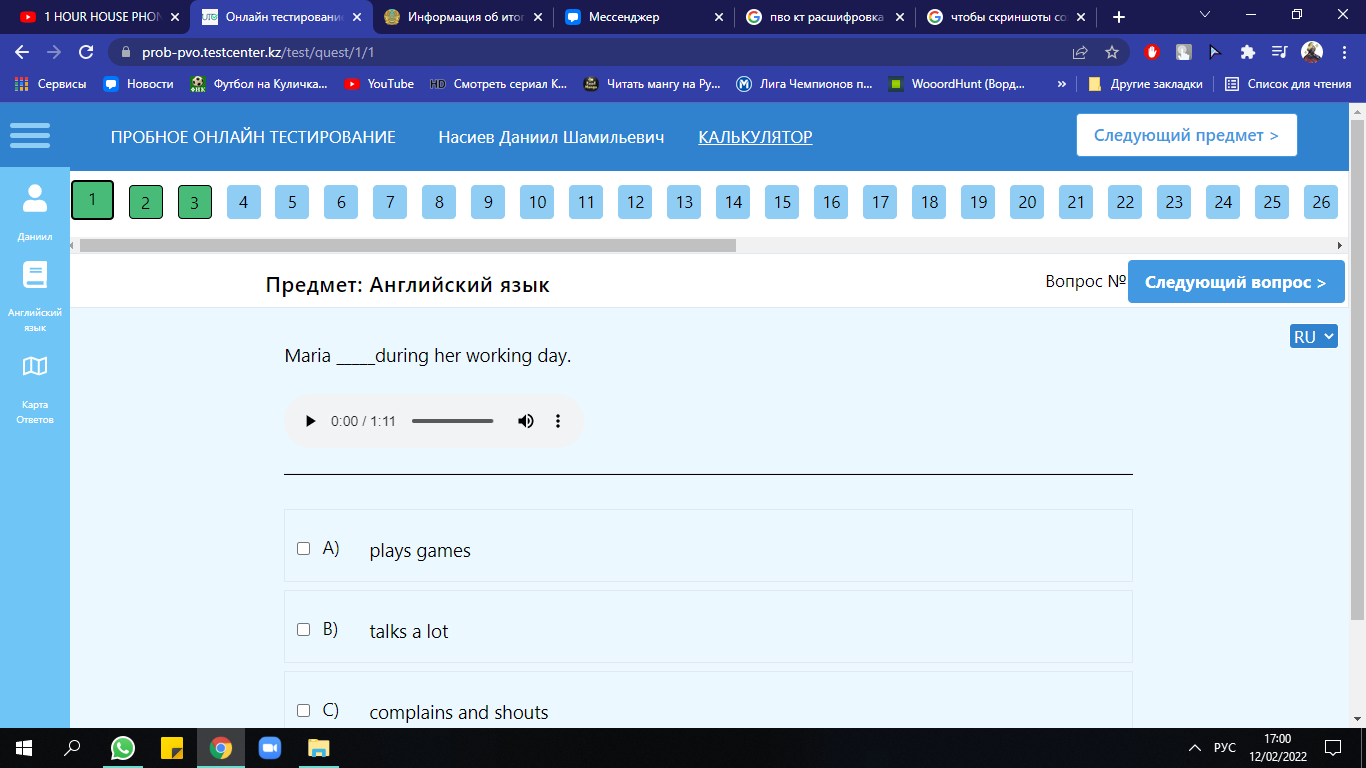 1 HOUR HOUSE PHON
Онлайн тестировани
Информация об итог
Мессенджер
пво кт расшифровка
чтобы скриншоты со
prob-pvo.testcenter.kz/test/quest/1/1
Сервисы
Новости
Футбол на Куличка...
YouTube
HD Смотреть сериал К...
Читать мангу на Ру...
Лига Чемпионов п...
WooordHunt (Ворд...
»
Другие закладки
Список для чтения
ПРОБНОЕ ОНЛАЙН ТЕСТИРОВАНИЕ
Насиев Даниил Шамильевич
КАЛЬКУЛЯТОР
Следующий предмет >
1 2 3 4 5 6 7 8 9 10 11 12 13 14 15 16 17 18 19 20 21 22 23 24 25 26
Даниил
Английский
язык
Карта
Ответов
Предмет: Английский язык
Вопрос №
Следующий вопрос >
RU
Maria _____during her working day.
0:00 / 1:11
A) plays games
B) talks a lot
C) complains and shouts
РУС
17:00
12/02/2022